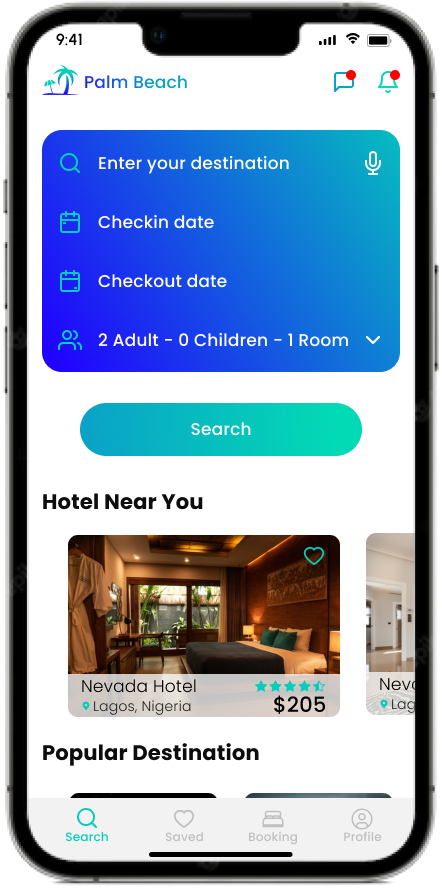 9:41
Palm Beach
Enter your destination
Checkin date
Checkout date
2 Adult - 0 Children - 1 Room
Search
Hotel Near You
Nevada Hotel
Lagos, Nigeria
$205
Neva
Lag
Popular Destination
Search
Saved
Booking
Profile